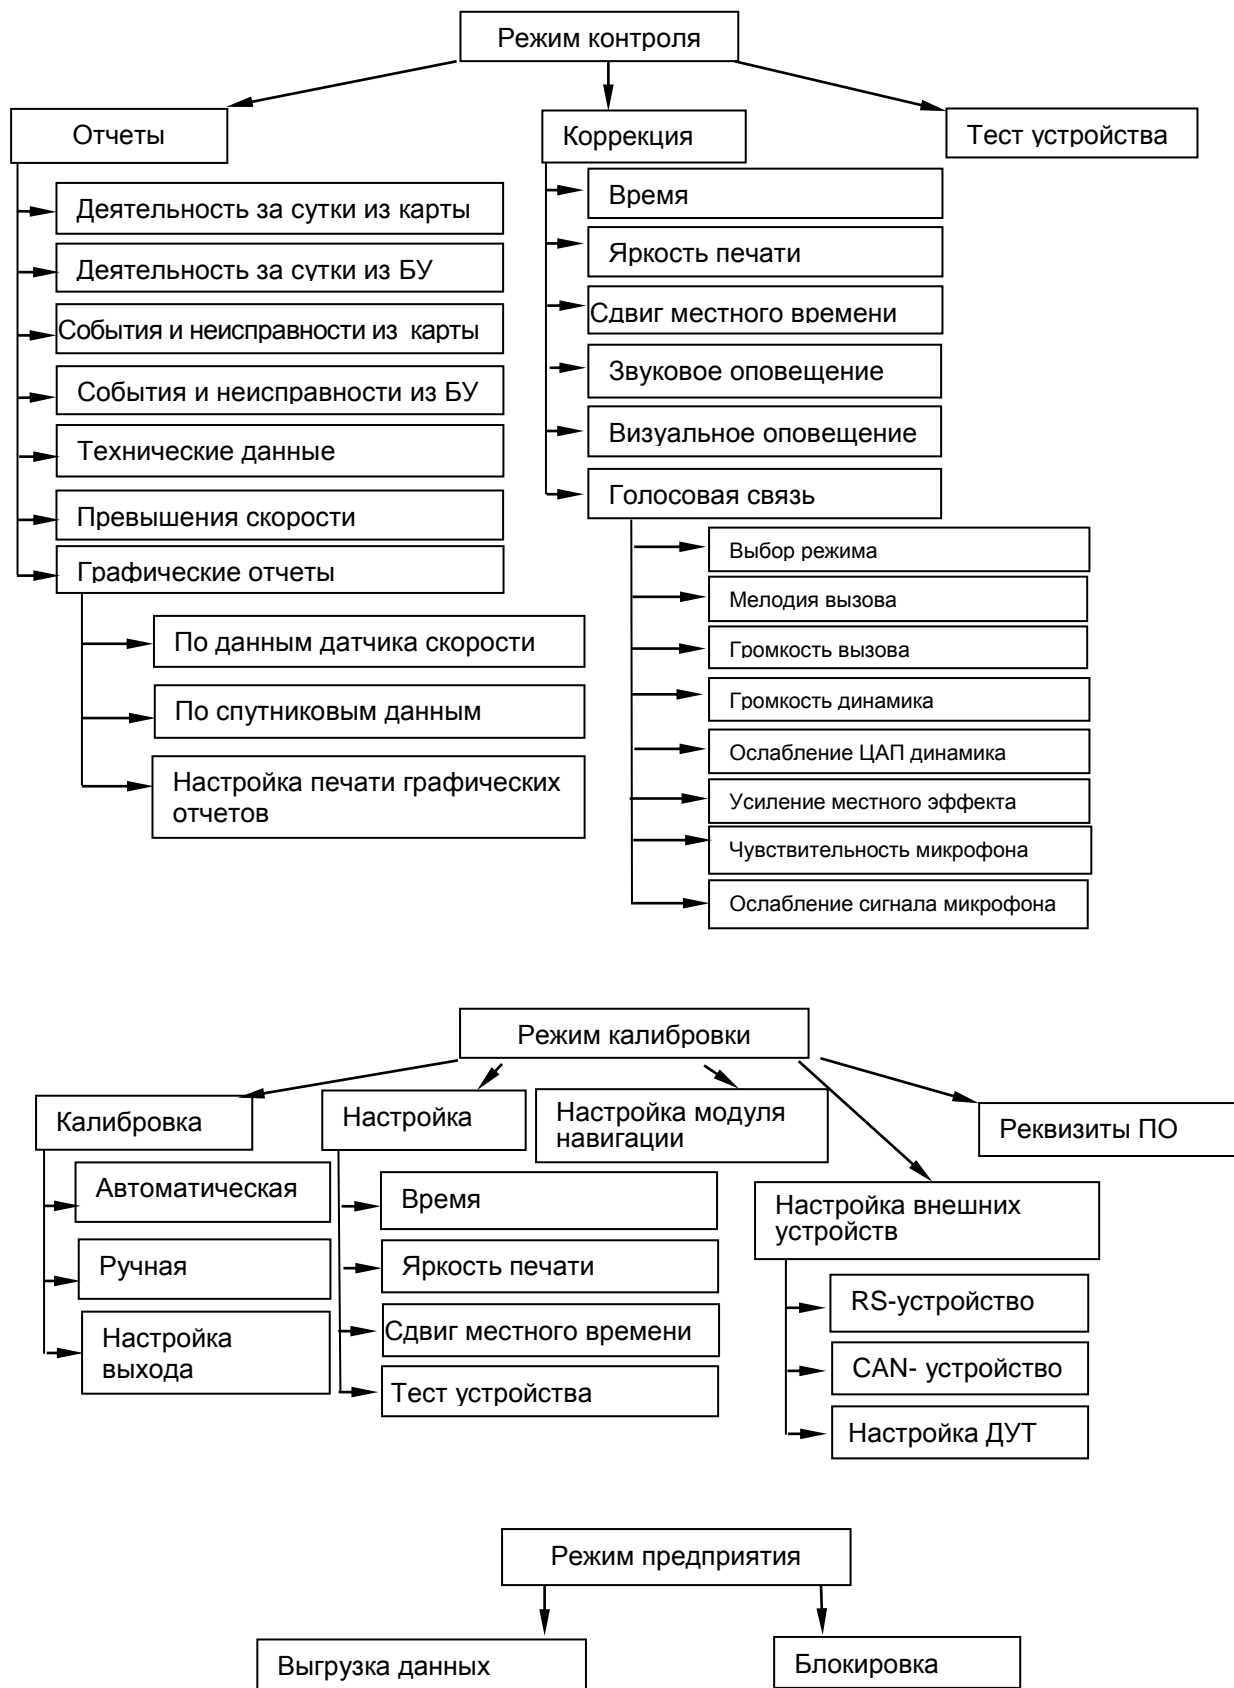 Режим контроля
Отчеты
Коррекция
Тест устройства
Деятельность за сутки из карты
Деятельность за сутки из БУ
События и неисправности из карты
События и неисправности из БУ
Технические данные
Превышения скорости
Графические отчеты
По данным датчика скорости
По спутниковым данным
Настройка печати графических
отчетов
Время
Яркость печати
Сдвиг местного времени
Звуковое оповещение
Визуальное оповещение
Голосовая связь
Выбор режима
Мелодия вызова
Громкость вызова
Громкость динамика
Ослабление ЦАП динамика
Усиление местного эффекта
Чувствительность микрофона
Ослабление сигнала микрофона
Режим калибровки
Калибровка
Настройка
Настройка модуля
навигации
Реквизиты ПО
Автоматическая
Ручная
Настройка
выхода
Время
Яркость печати
Сдвиг местного времени
Тест устройства
Настройка внешних
устройств
RS-устройство
CAN- устройство
Настройка ДУТ
Режим предприятия
Выгрузка данных
Блокировка